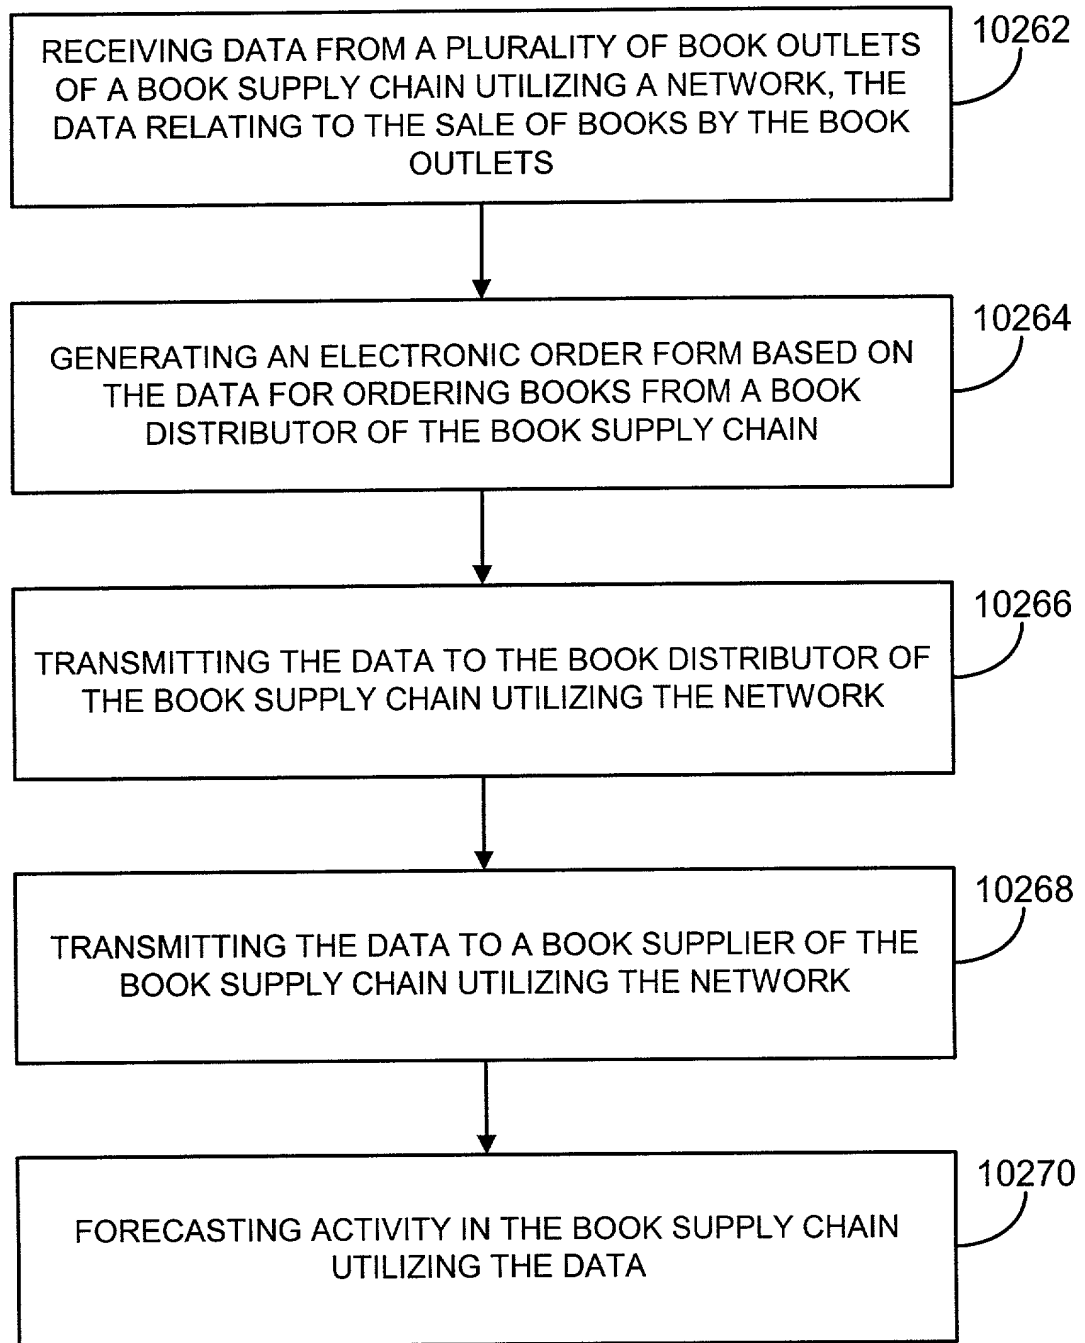 10262
RECEIVING DATA FROM A PLURALITY OF BOOK OUTLETS
OF A BOOK SUPPLY CHAIN UTILIZING A NETWORK, THE
DATA RELATING TO THE SALE OF BOOKS BY THE BOOK
OUTLETS
10264
GENERATING AN ELECTRONIC ORDER FORM BASED ON
THE DATA FOR ORDERING BOOKS FROM A BOOK
DISTRIBUTOR OF THE BOOK SUPPLY CHAIN
10266
TRANSMITTING THE DATA TO THE BOOK DISTRIBUTOR OF
THE BOOK SUPPLY CHAIN UTILIZING THE NETWORK
10268
TRANSMITTING THE DATA TO A BOOK SUPPLIER OF THE
BOOK SUPPLY CHAIN UTILIZING THE NETWORK
10270
FORECASTING ACTIVITY IN THE BOOK SUPPLY CHAIN
UTILIZING THE DATA